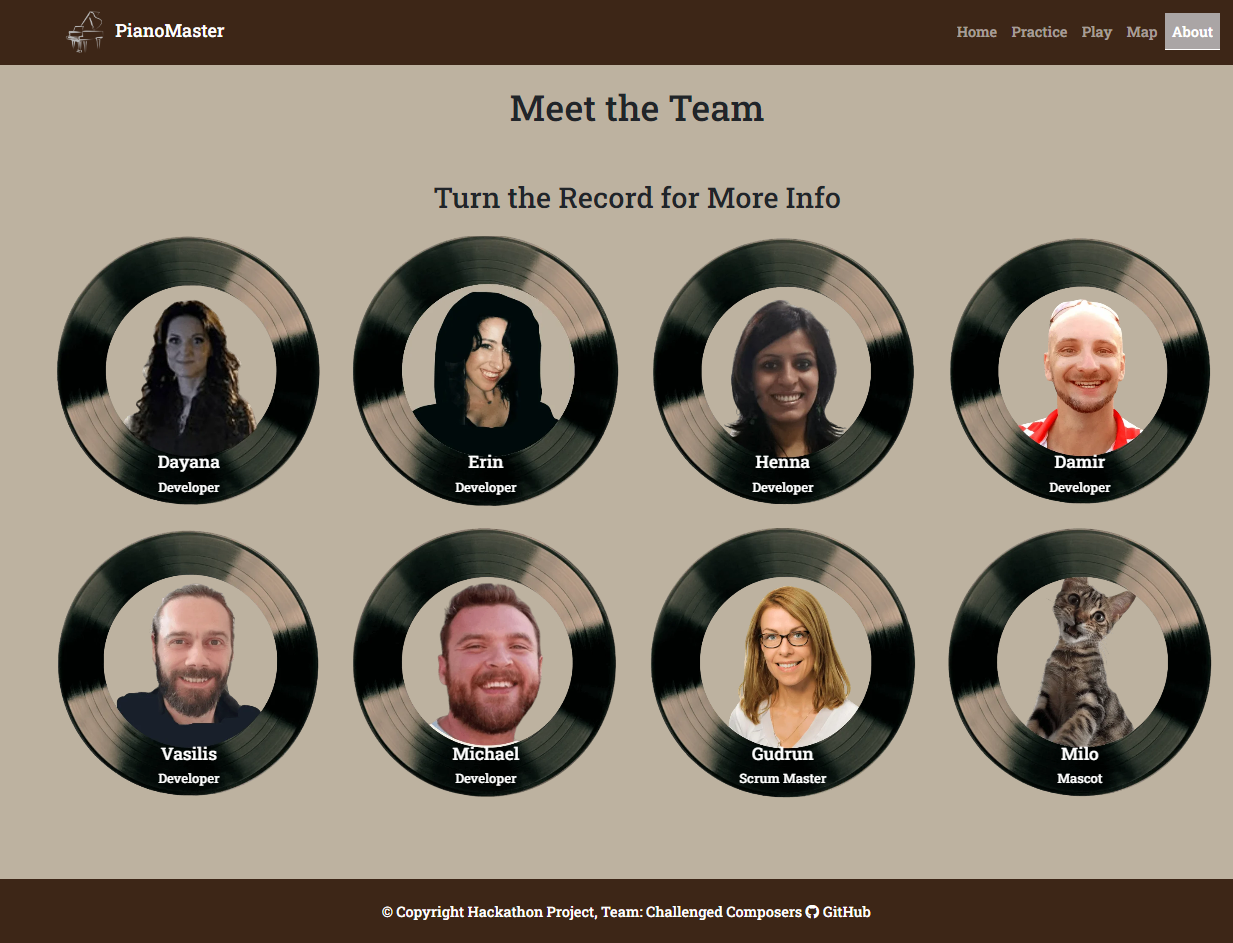 PianoMaster
Home Practice Play Map About
Meet the Team
Turn the Record for More Info
Dayana Erin Henna Damir
Developer Developer Developer Developer
Vasilis Michael Gudrun Milo
Developer Developer Scrum Master Mascot
© Copyright Hackathon Project, Team: Challenged Composers GitHub